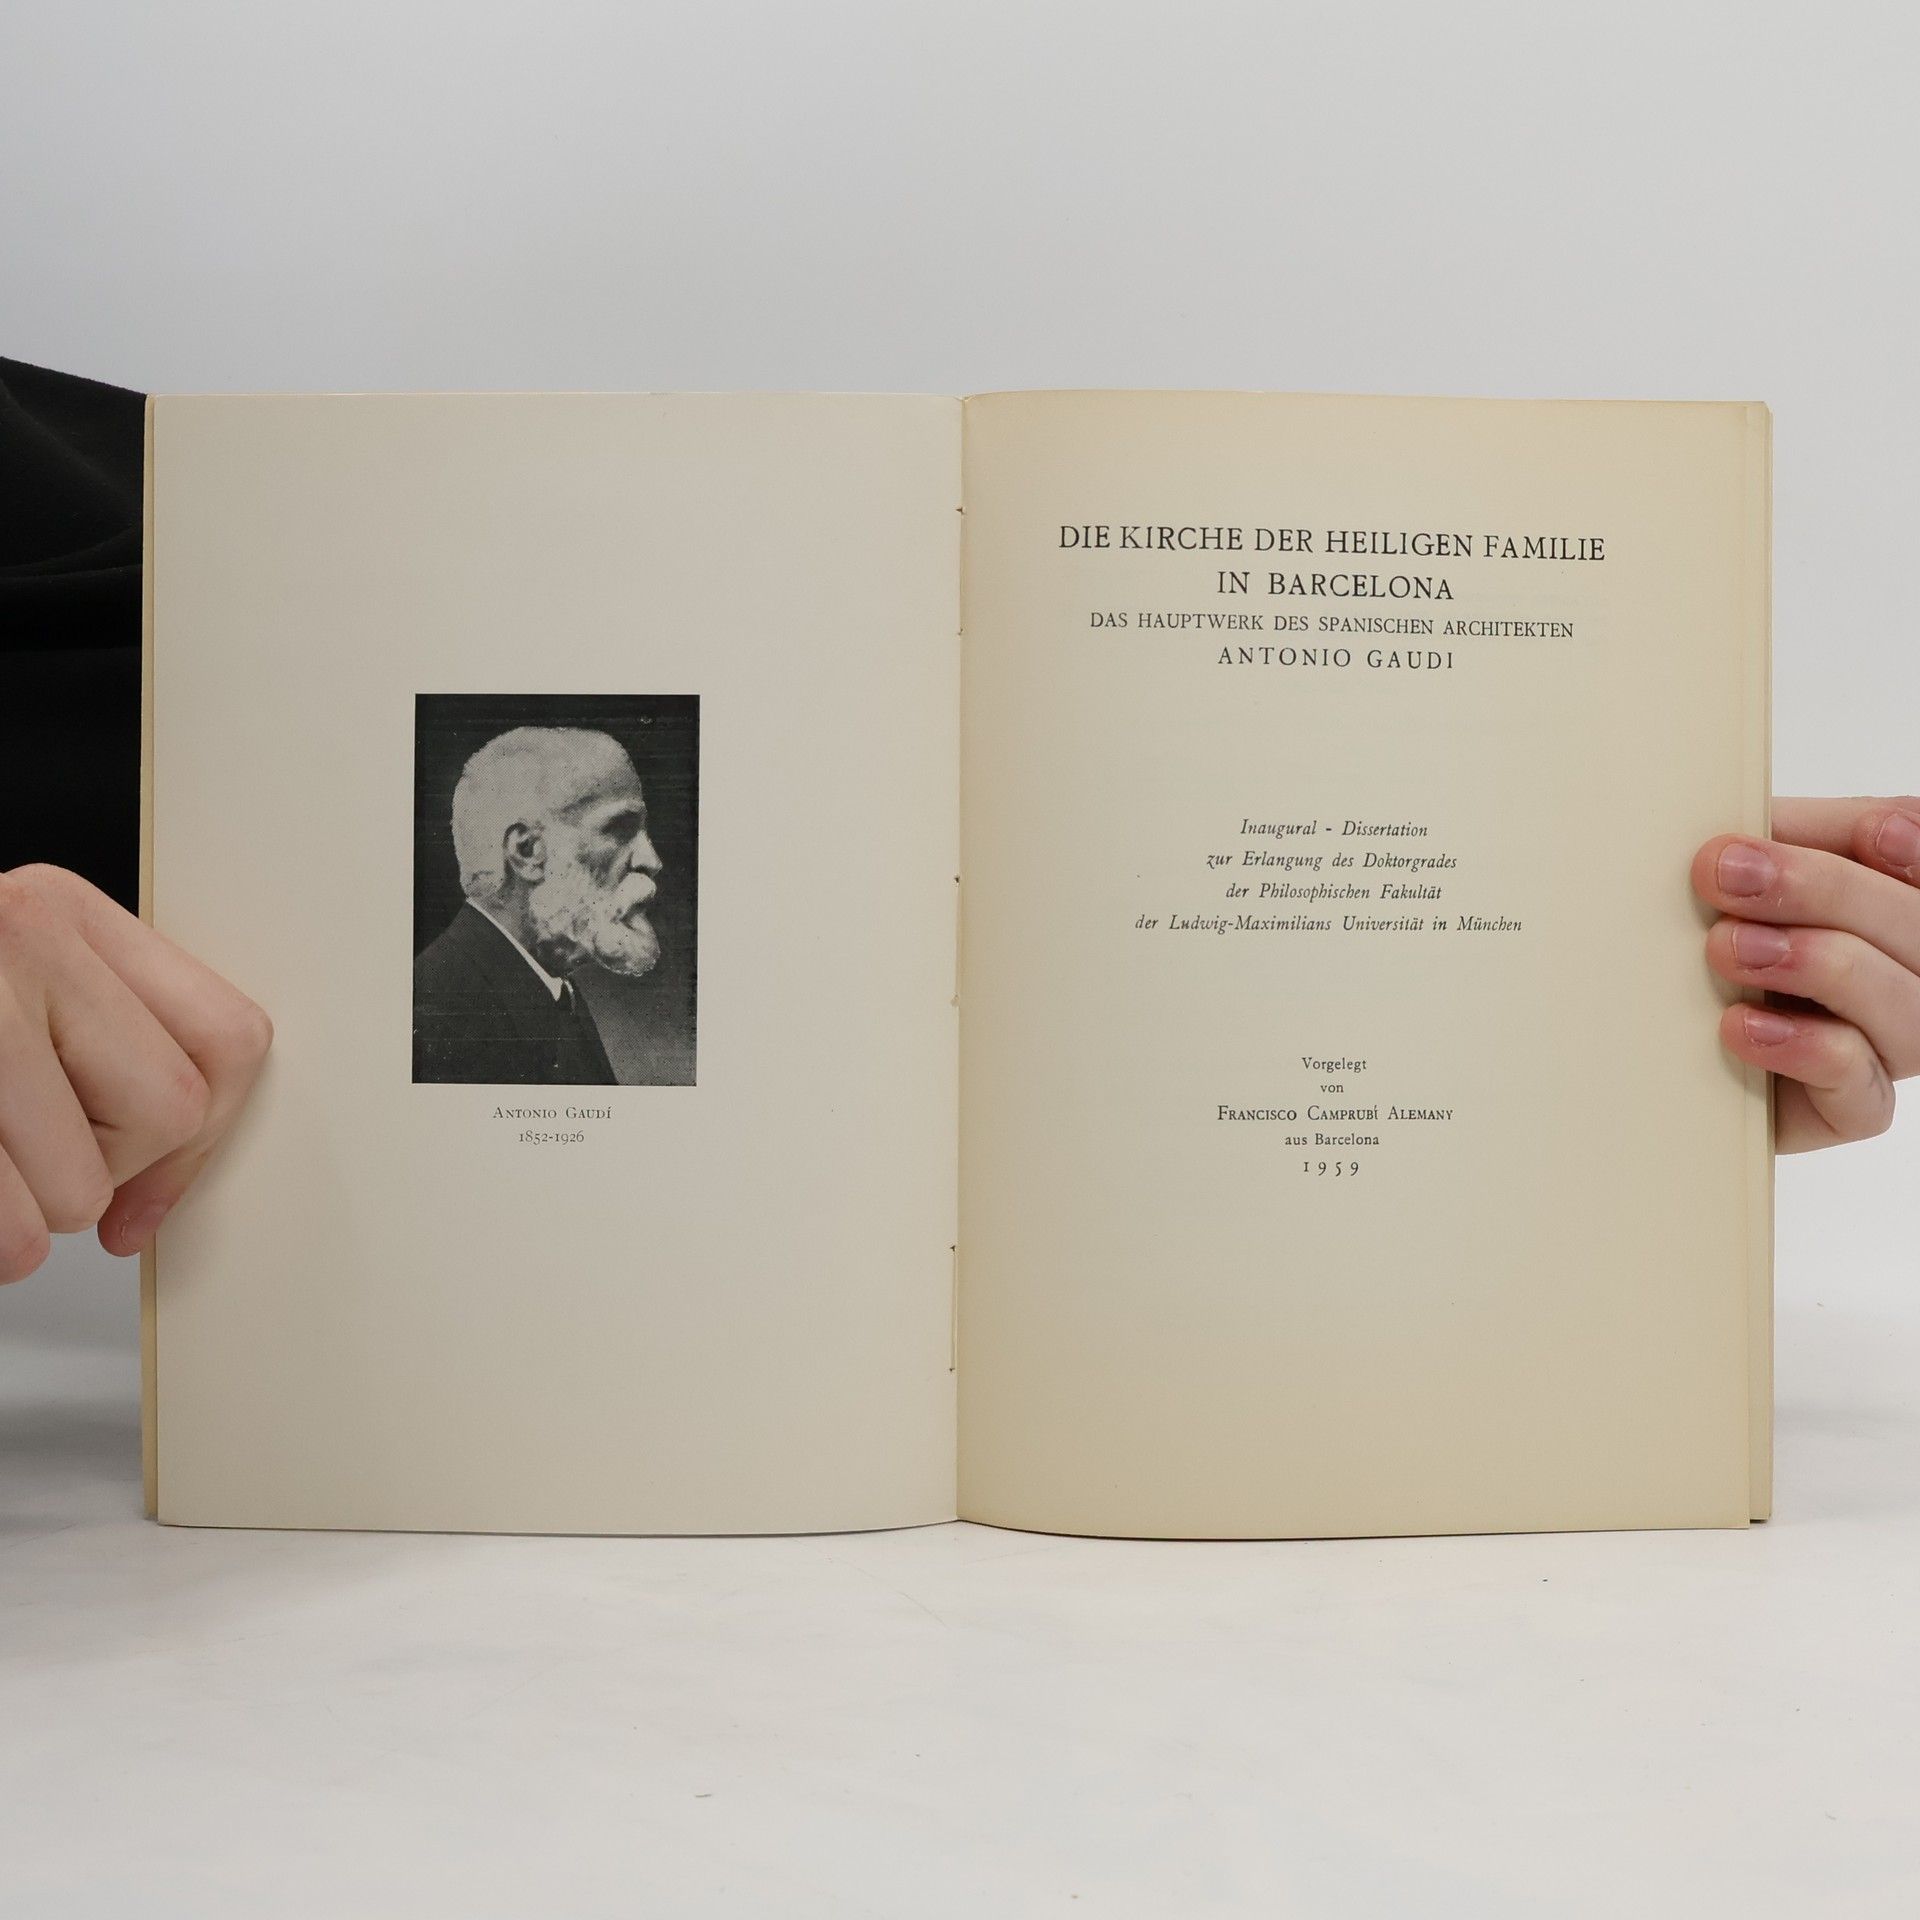 Antonio Gaudí
1852-1926
DIE KIRCHE DER HEILIGEN FAMILIE
IN BARCELONA
DAS HAUPTWERK DES SPANISCHEN ARCHITEKTEN
ANTONIO GAUDI
Inaugural - Dissertation
zur Erlangung des Doktorgrades
der Philosophischen Fakultät
der Ludwig-Maximilians Universität in München
Vorgelegt
von
Francisco Camprubí Alemany
aus Barcelona
1959